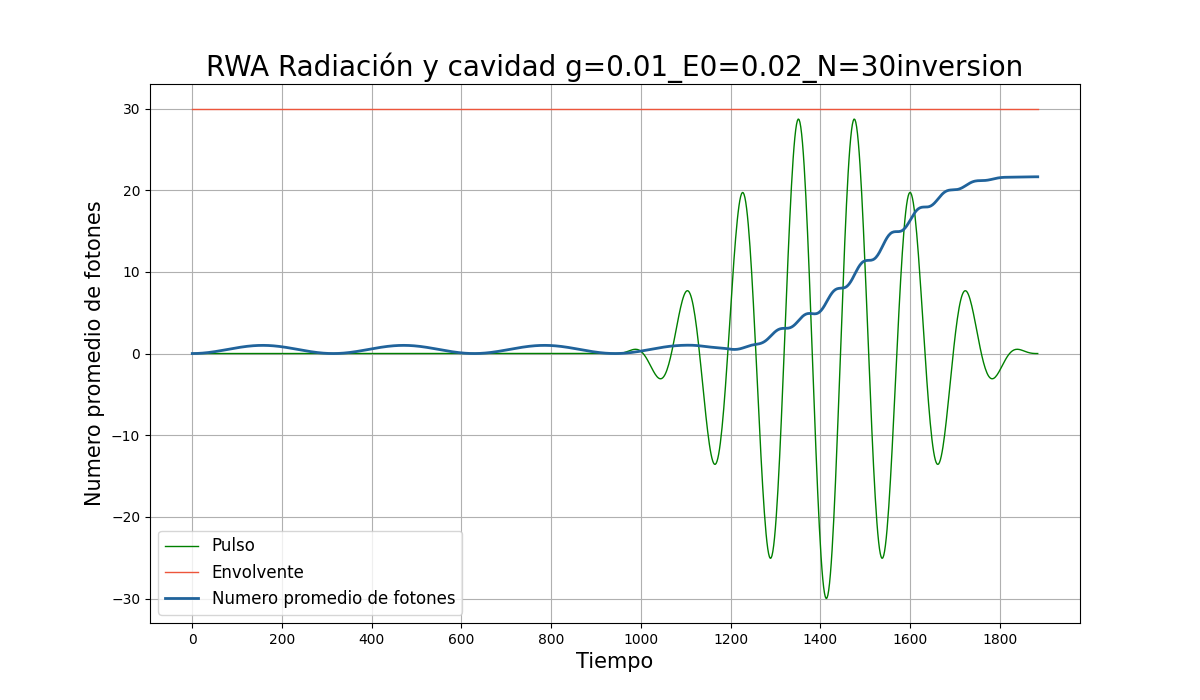 RWA Radiación y cavidad g=0.01_E0=0.02_N=30inversion
Numero promedio de fotones
30
20
10
0
−10
−20
−30
Pulso
Envolvente
Numero promedio de fotones
0 200 400 600 800 1000 1200 1400 1600 1800
Tiempo